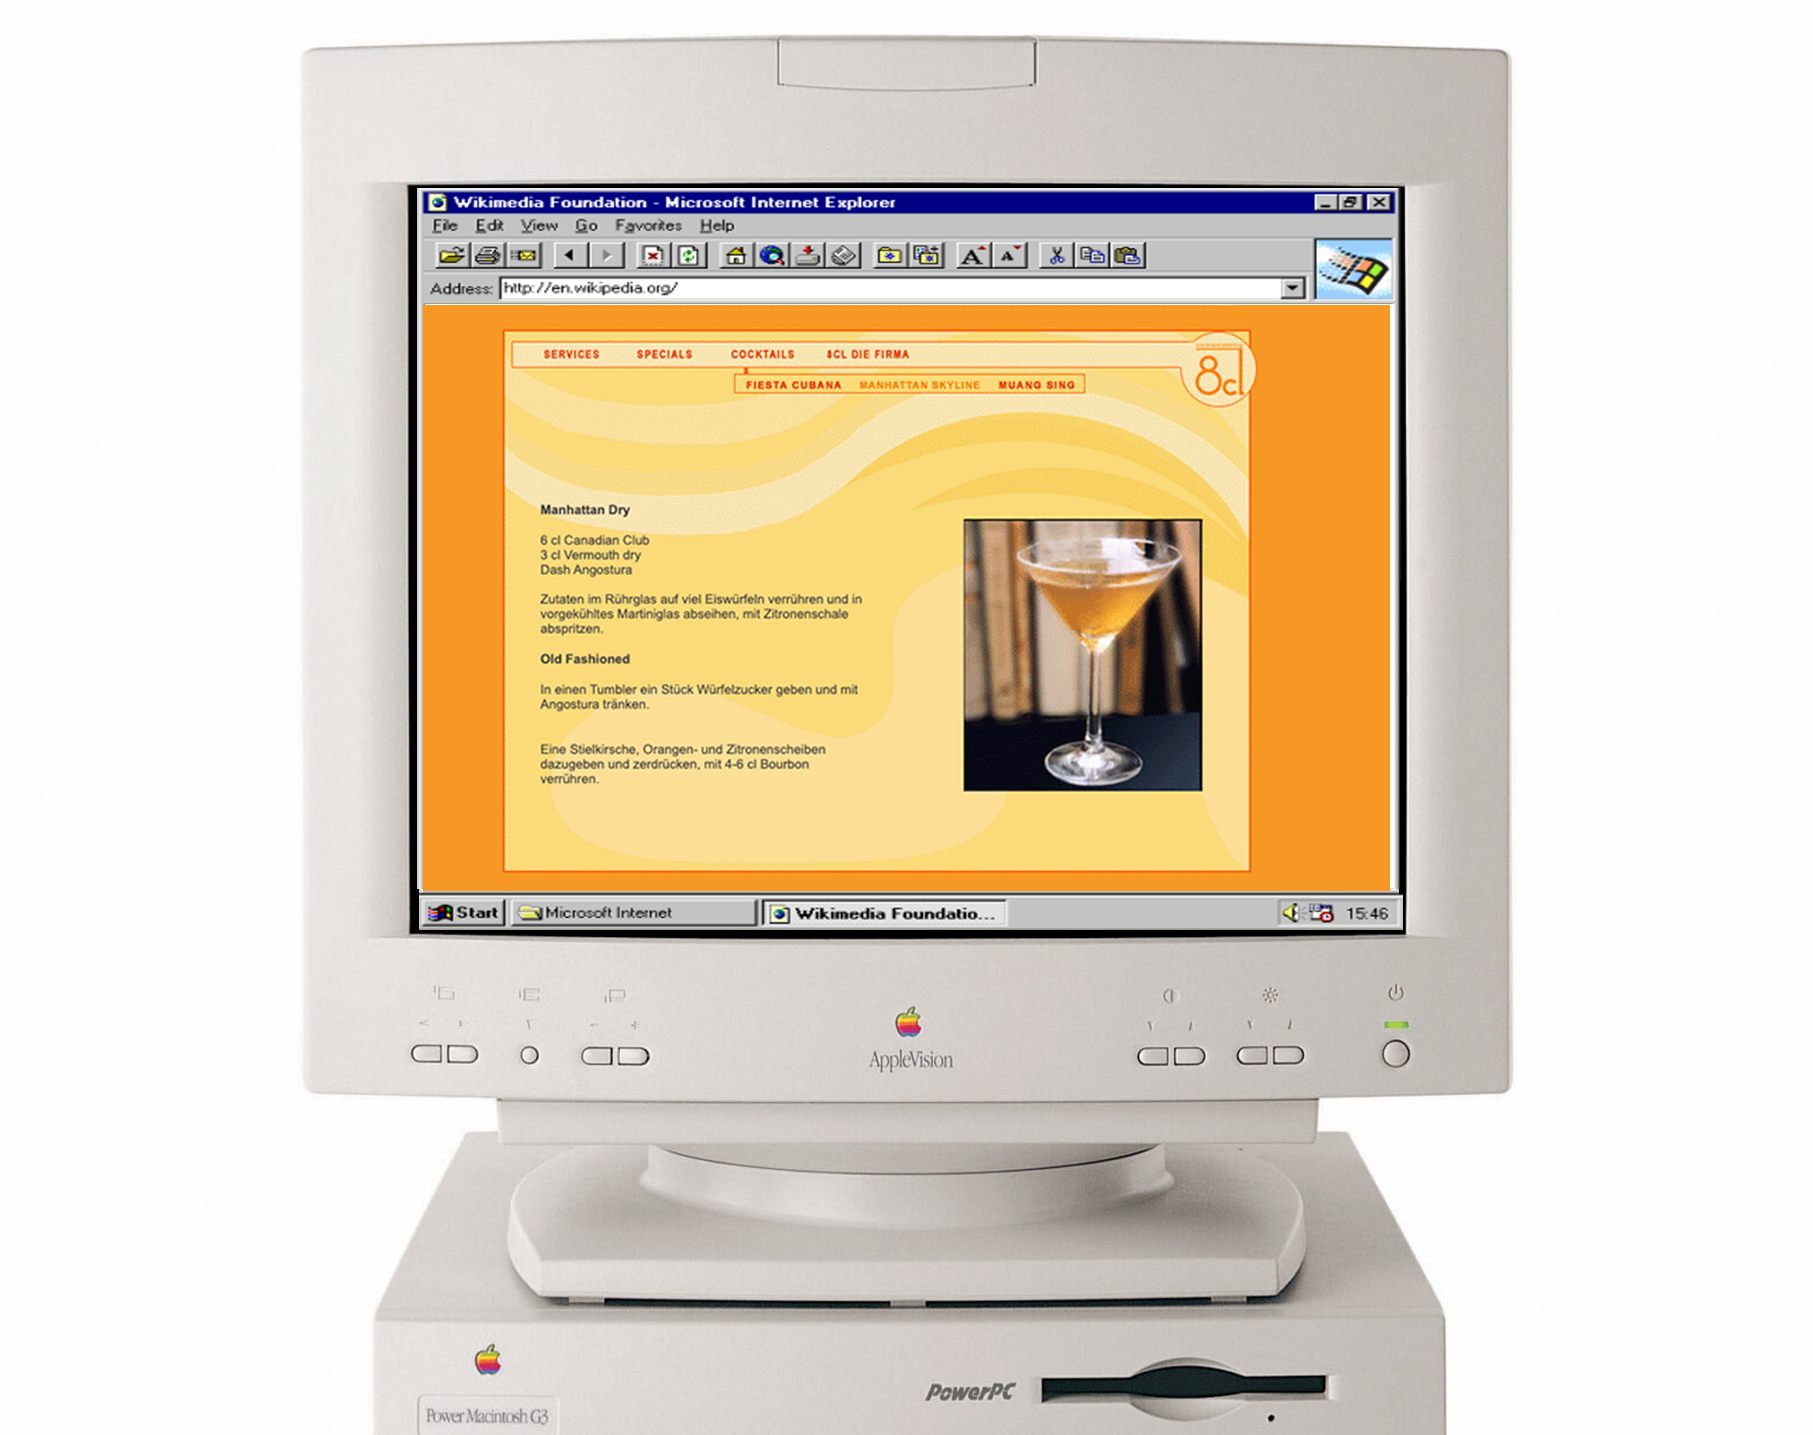 Wikimedia Foundation - Microsoft Internet Explorer
File Edit View Go Favorites Help
Address: http://en.wikipedia.org/
SERVICES SPECIALS COCKTAILS 8CL DIE FIRMA
8cl
FIESTA CUBANA MANHATTAN SKYLINE MUANG SING
Manhattan Dry
6 cl Canadian Club
3 cl Vermouth dry
Dash Angostura
Zutaten im Rührglas auf viel Eiswürfeln verrühren und in
vorgekühltes Martiniglas abseihen, mit Zitronenschale
abspritzen.
Old Fashioned
In einen Tumbler ein Stück Würfelzucker geben und mit
Angostura tränken.
Eine Stielkirsche, Orangen- und Zitronenscheiben
dazugeben und zerdrücken, mit 4-6 cl Bourbon
verrühren.
Start Microsoft Internet Wikimedia Foundatio... 15:46
AppleVision
PowerPC
Power Macintosh G3